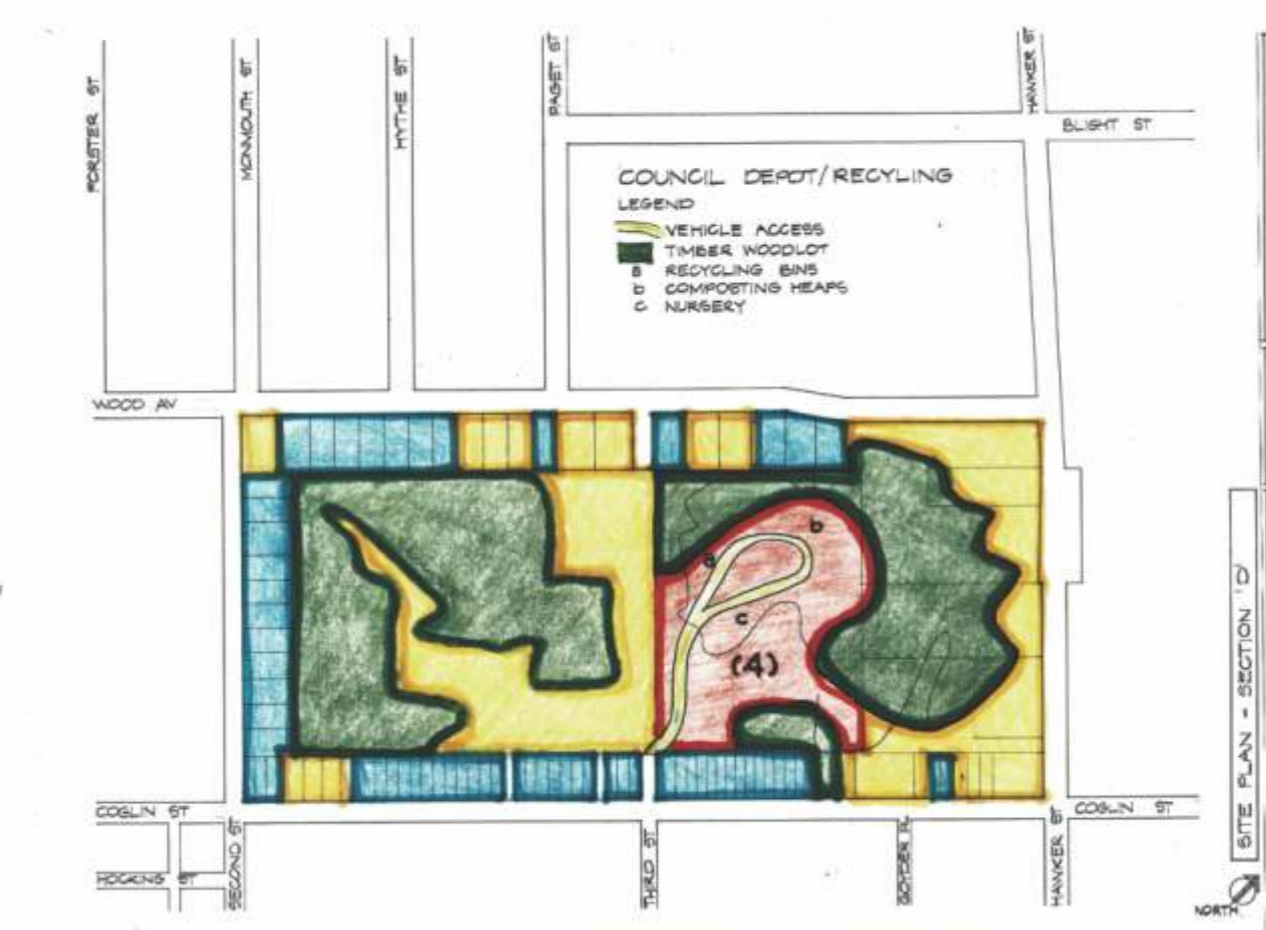 FORSTER ST
MONMOUTH ST
HYTHE ST
PAGET ST
HAWKER ST
BLIGHT ST
COUNCIL DEPOT/RECYLING
LEGEND
VEHICLE ACCESS
TIMBER WOODLOT
a RECYCLING BINS
b COMPOSTING HEAPS
c NURSERY
WOOD AV
b
a
c
(4)
COGLIN ST
COGLIN ST
HOCKING ST
SECOND ST
THIRD ST
GOYDER PL
HAWKER ST
SITE PLAN - SECTION 'D'
NORTH